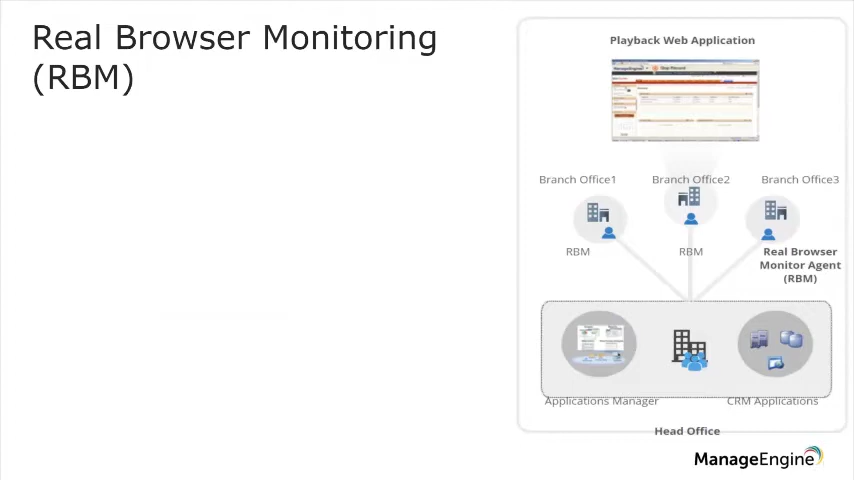 Real Browser Monitoring
(RBM)
Playback Web Application
Branch Office1
Branch Office2
Branch Office3
RBM
RBM
Real Browser
Monitor Agent
(RBM)
Applications Manager
CRM Applications
Head Office
ManageEngine